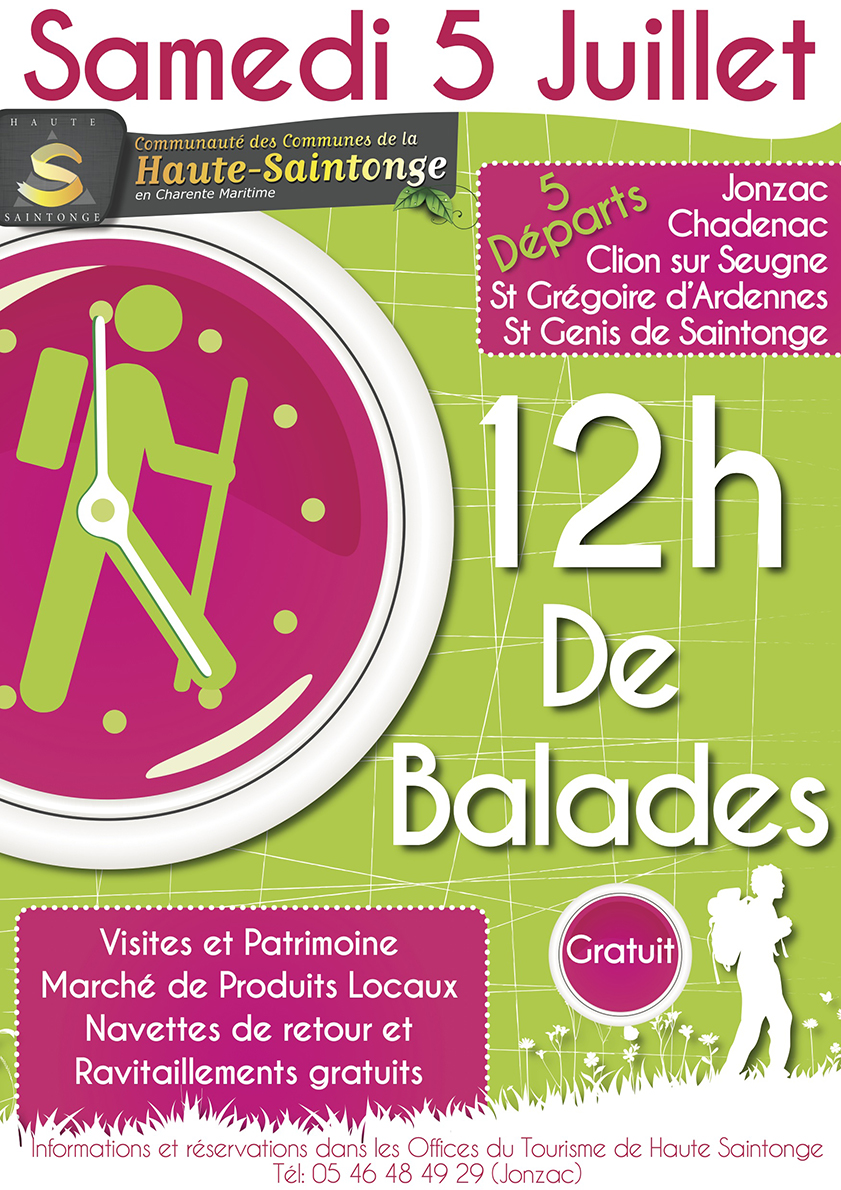 Samedi 5 Juillet
HAUTE
SAINTONGE
Communauté des Communes de la
Haute-Saintonge
en Charente Maritime
5
Départs
Jonzac
Chadenac
Clion sur Seugne
St Grégoire d'Ardennes
St Genis de Saintonge
12h
De
Balades
Gratuit
Visites et Patrimoine
Marché de Produits Locaux
Navettes de retour et
Ravitaillements gratuits
Informations et réservations dans les Offices du Tourisme de Haute Saintonge
Tél: 05 46 48 49 29 (Jonzac)